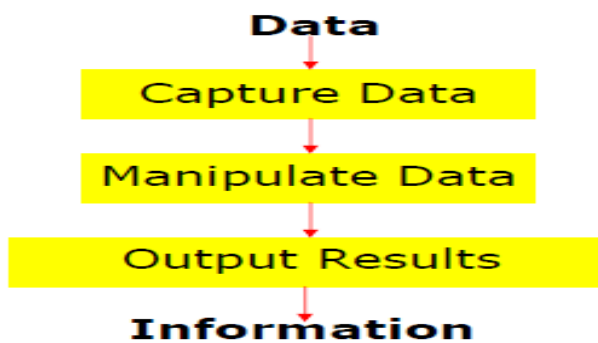 Data
Capture Data
Manipulate Data
Output Results
Information